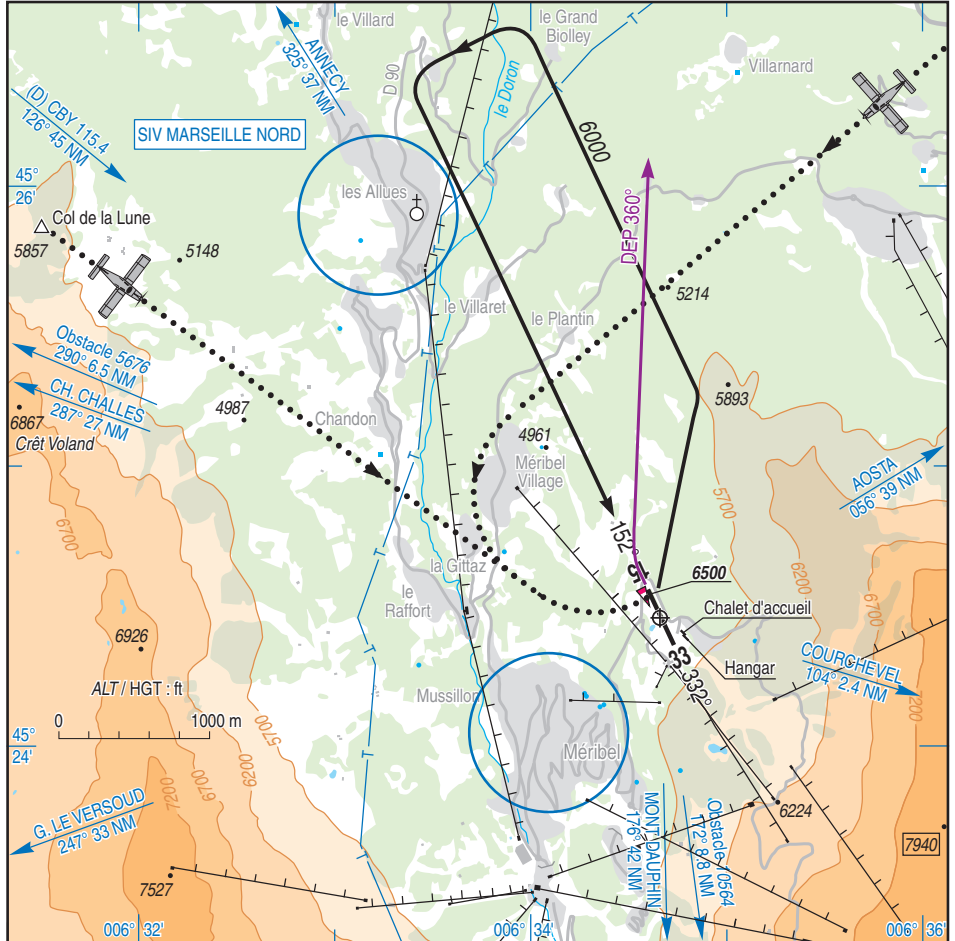 le Villard
le Grand
Biolley
Villarnard
ANNECY
325° 37 NM
D 90
le Doron
(D) CBY 115.4
126° 45 NM
SIV MARSEILLE NORD
6000
45°
26'
les Allues
DEP 360°
Col de la Lune
5857
5148
5214
le Villaret
le Plantin
Obstacle 5676
290° 6.5 NM
CH. CHALLES
287° 27 NM
6867
Crêt Voland
4987
Chandon
5893
4961
Méribel
Village
AOSTA
056° 39 NM
5700
6700
6200
6700
152°
15
6500
la Gittaz
le
Raffort
Chalet d'accueil
33
332°
Hangar
COURCHEVEL
104° 2.4 NM
6926
ALT / HGT : ft
Mussillon
7200
0
1000 m
5700
6200
6700
7200
45°
24'
Méribel
G. LE VERSOUD
247° 33 NM
MONT DAUPHIN
176° 42 NM
Obstacle 10564
172° 8.8 NM
6224
7940
7527
006° 32'
006° 34'
006° 36'
T
T
T
T
T
T
T